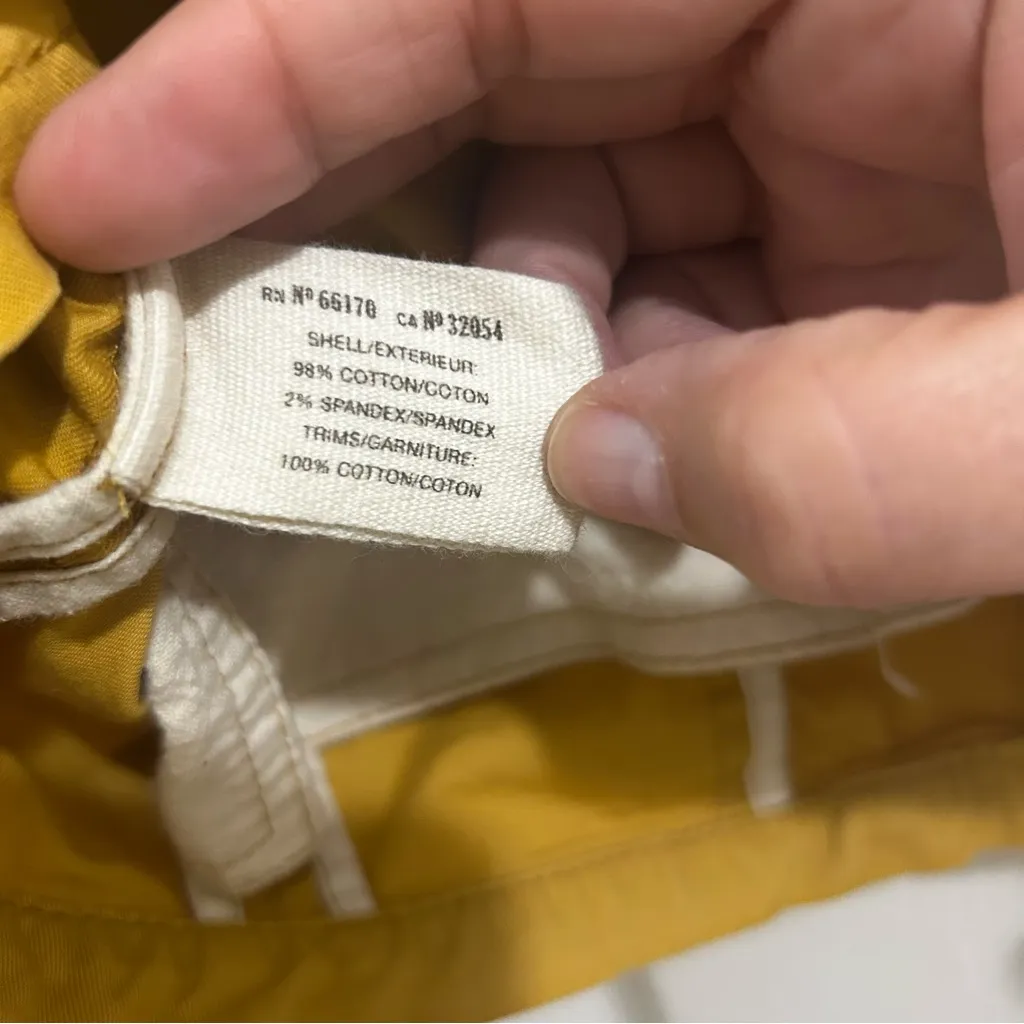 RN Nº 66170 CA Nº 32054
SHELL/EXTERIEUR:
98% COTTON/COTON
2% SPANDEX/SPANDEX
TRIMS/GARNITURE:
100% COTTON/COTON